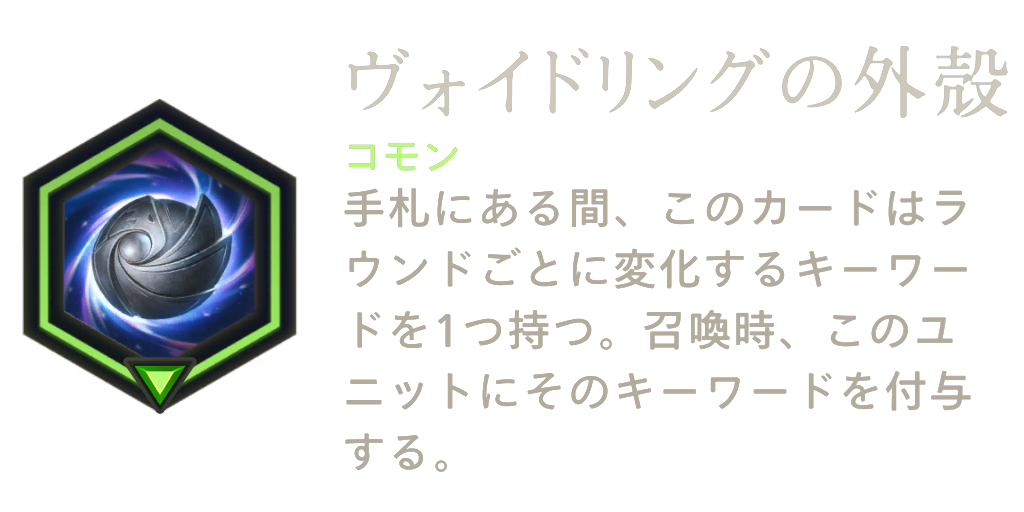 ヴォイドリングの外殻
コモン
手札にある間、このカードはラ
ウンドごとに変化するキーワー
ドを1つ持つ。召喚時、このユ
ニットにそのキーワードを付与
する。